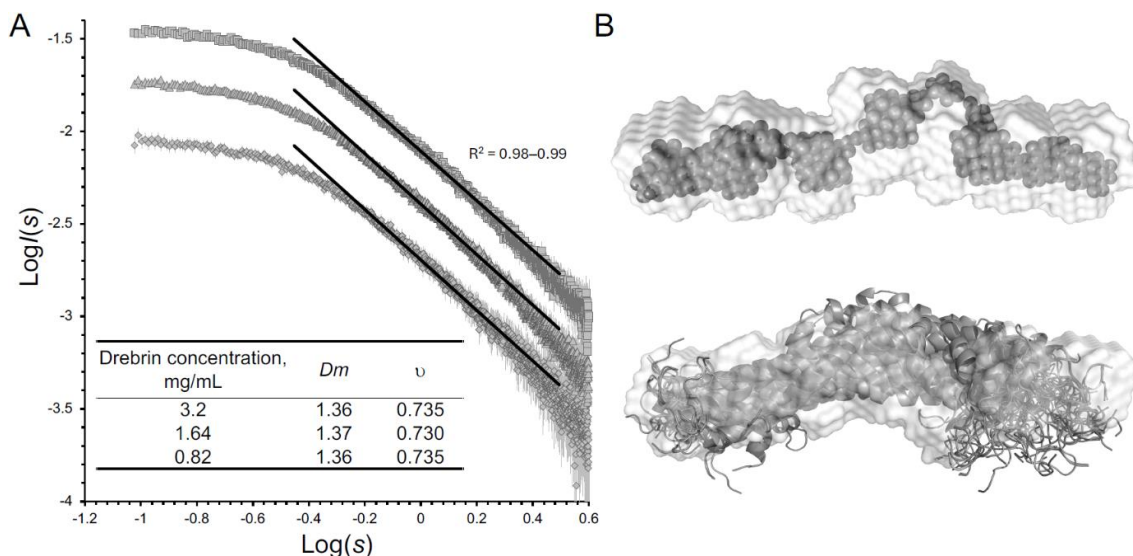 A
B
LogI(s)
-1.5
-2
-2.5
-3
-3.5
-4
R² = 0.98–0.99
Drebrin concentration, mg/mL Dm υ
3.2 1.36 0.735
1.64 1.37 0.730
0.82 1.36 0.735
-1.2 -1 -0.8 -0.6 -0.4 -0.2 0 0.2 0.4 0.6
Log(s)